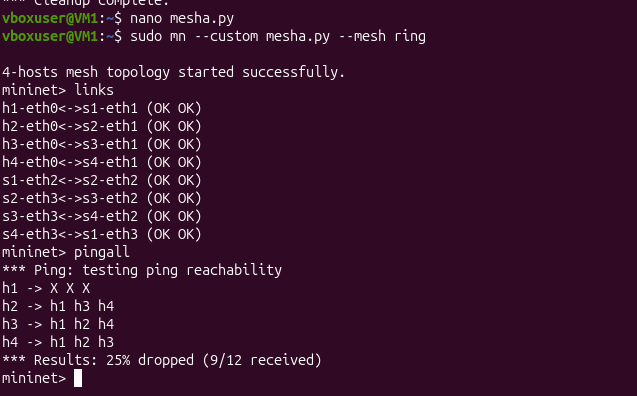 *** Cleanup complete.
vboxuser@VM1:~$ nano mesha.py
vboxuser@VM1:~$ sudo mn --custom mesha.py --mesh ring
4-hosts mesh topology started successfully.
mininet> links
h1-eth0<->s1-eth1 (OK OK)
h2-eth0<->s2-eth1 (OK OK)
h3-eth0<->s3-eth1 (OK OK)
h4-eth0<->s4-eth1 (OK OK)
s1-eth2<->s2-eth2 (OK OK)
s2-eth3<->s3-eth2 (OK OK)
s3-eth3<->s4-eth2 (OK OK)
s4-eth3<->s1-eth3 (OK OK)
mininet> pingall
*** Ping: testing ping reachability
h1 -> X X X
h2 -> h1 h3 h4
h3 -> h1 h2 h4
h4 -> h1 h2 h3
*** Results: 25% dropped (9/12 received)
mininet>